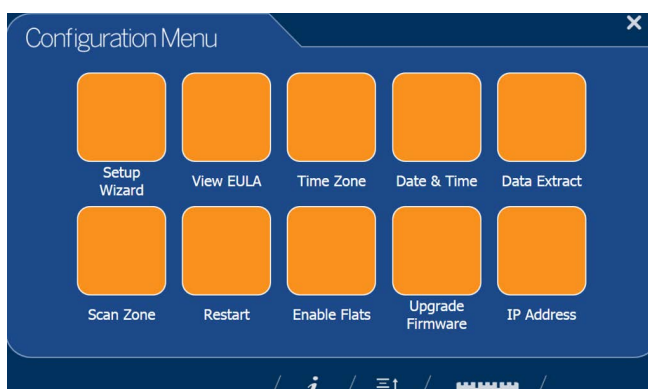 Configuration Menu
Setup
Wizard
View EULA
Time Zone
Date & Time
Data Extract
Scan Zone
Restart
Enable Flats
Upgrade
Firmware
IP Address